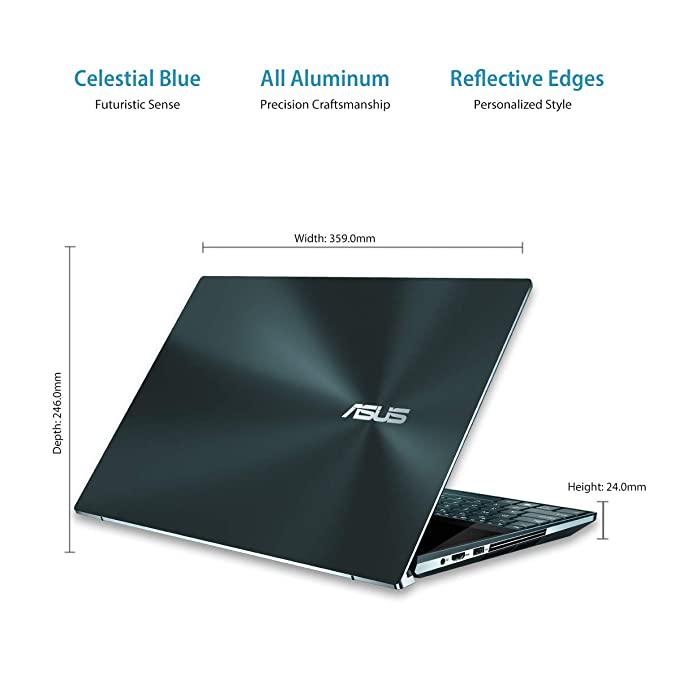 Celestial Blue
Futuristic Sense
All Aluminum
Precision Craftsmanship
Reflective Edges
Personalized Style
Width: 359.0mm
Depth: 246.0mm
ASUS
Height: 24.0mm